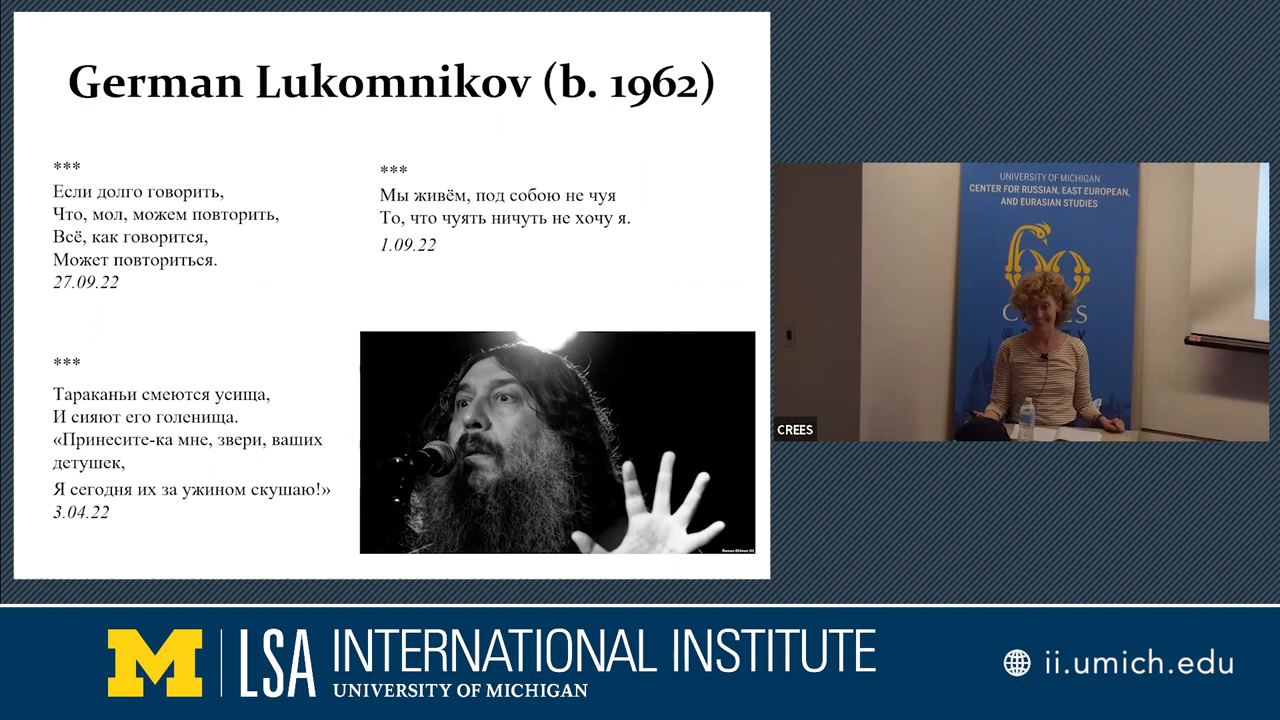 German Lukomnikov (b. 1962)
***
Если долго говорить,
Что, мол, можем повторить,
Всё, как говорится,
Может повториться.
27.09.22
***
Мы живём, под собою не чуя
То, что чуять ничуть не хочу я.
1.09.22
***
Тараканьи смеются усища,
И сияют его голенища.
«Принесите-ка мне, звери, ваших
детушек,
Я сегодня их за ужином скушаю!»
3.04.22
UNIVERSITY OF MICHIGAN
CENTER FOR RUSSIAN, EAST EUROPEAN,
AND EURASIAN STUDIES
60
CREES
M
LSA
INTERNATIONAL INSTITUTE
UNIVERSITY OF MICHIGAN
ii.umich.edu